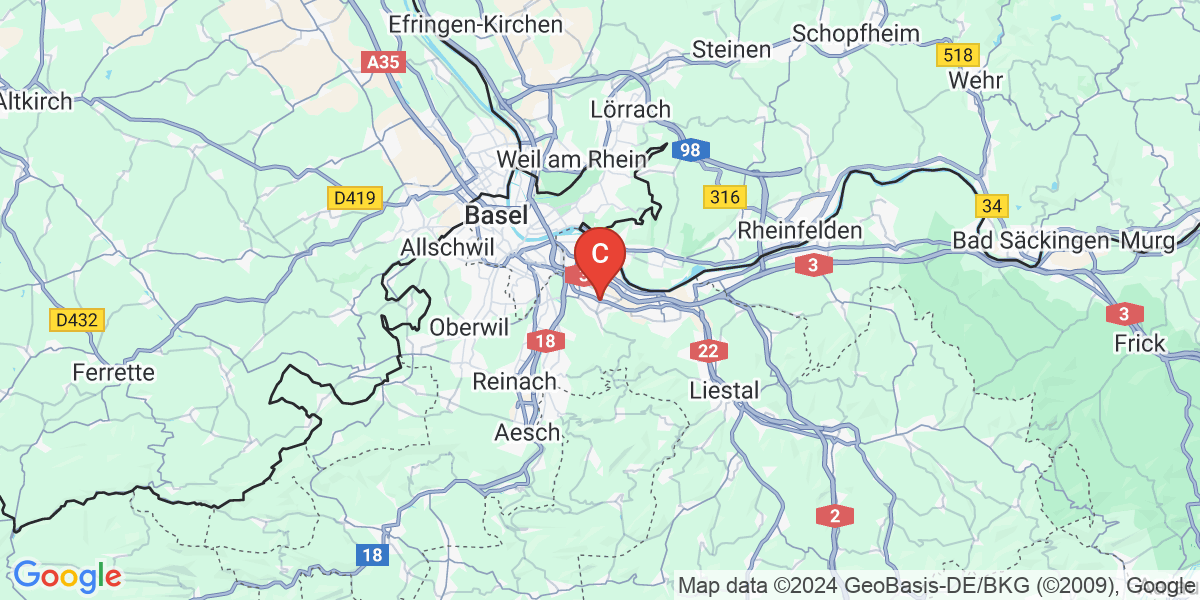 Efringen-Kirchen
Schopfheim
Steinen
518
A35
Wehr
Altkirch
Lörrach
98
Weil am Rhein
D419
316
34
Basel
Rheinfelden
Bad Säckingen-Murg
Allschwil
C
3
3
D432
Oberwil
18
22
Frick
Ferrette
Reinach
Liestal
Aesch
2
18
Google
Map data ©2024 GeoBasis-DE/BKG (©2009), Google